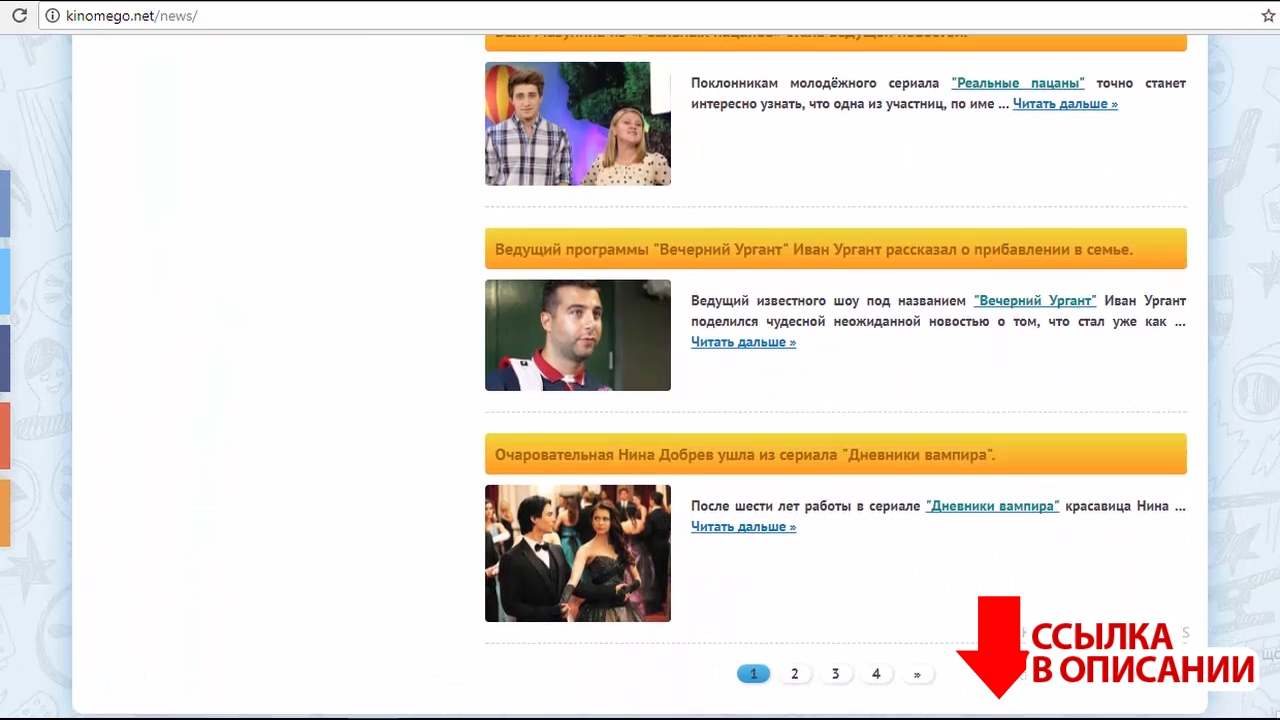 kinomego.net/news/
Поклонникам молодёжного сериала "Реальные пацаны" точно станет
интересно узнать, что одна из участниц, по име ... Читать дальше »
Ведущий программы "Вечерний Ургант" Иван Ургант рассказал о прибавлении в семье.
Ведущий известного шоу под названием "Вечерний Ургант" Иван Ургант
поделился чудесной неожиданной новостью о том, что стал уже как ...
Читать дальше »
Очаровательная Нина Добрев ушла из сериала "Дневники вампира".
После шести лет работы в сериале "Дневники вампира" красавица Нина ...
Читать дальше »
1 2 3 4 »
ССЫЛКА
В ОПИСАНИИ